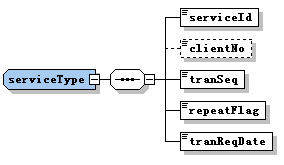 serviceType
serviceId
clientNo
tranSeq
repeatFlag
tranReqDate